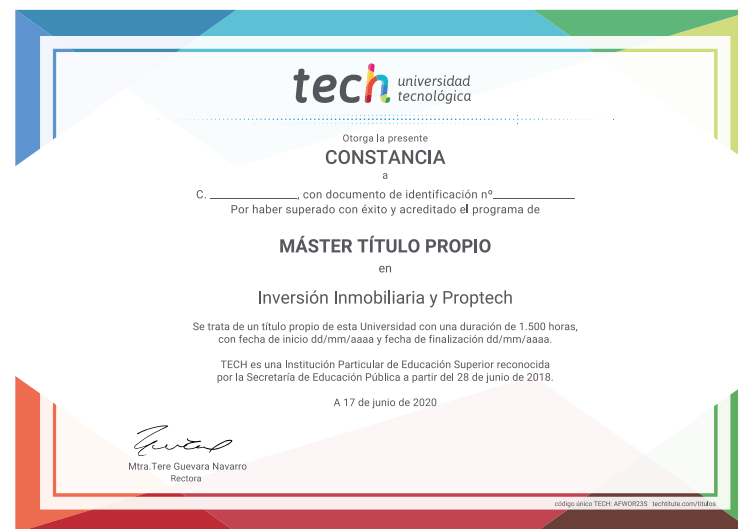 tech universidad
tecnológica
Otorga la presente
CONSTANCIA
a
C. ______________, con documento de identificación nº______________
Por haber superado con éxito y acreditado el programa de
MÁSTER TÍTULO PROPIO
en
Inversión Inmobiliaria y Proptech
Se trata de un título propio de esta Universidad con una duración de 1.500 horas,
con fecha de inicio dd/mm/aaaa y fecha de finalización dd/mm/aaaa.
TECH es una Institución Particular de Educación Superior reconocida
por la Secretaría de Educación Pública a partir del 28 de junio de 2018.
A 17 de junio de 2020
Mtra.Tere Guevara Navarro
Rectora
código único TECH: AFWOR23S techtitute.com/títulos